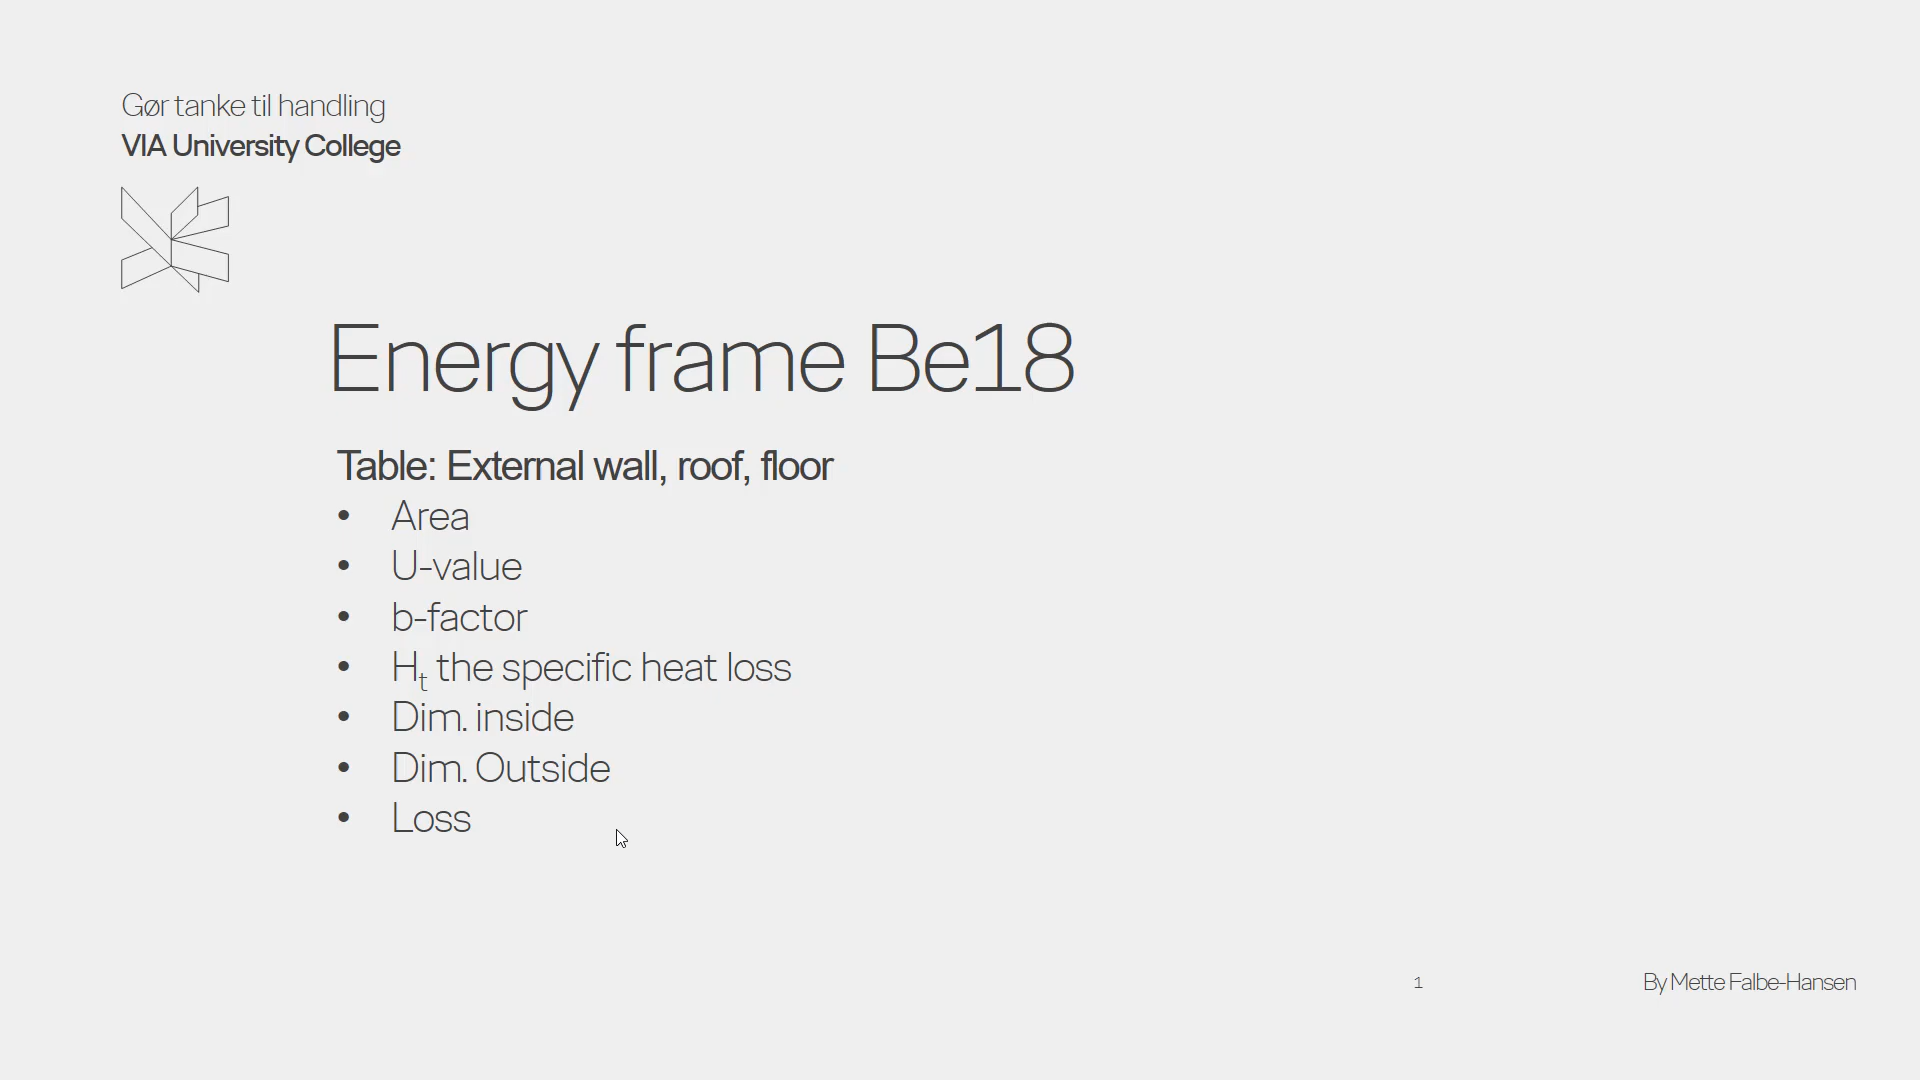 Gør tanke til handling
VIA University College
Energy frame Be18
Table: External wall, roof, floor
• Area
• U-value
• b-factor
• Ht the specific heat loss
• Dim. inside
• Dim. Outside
• Loss
1
By Mette Falbe-Hansen